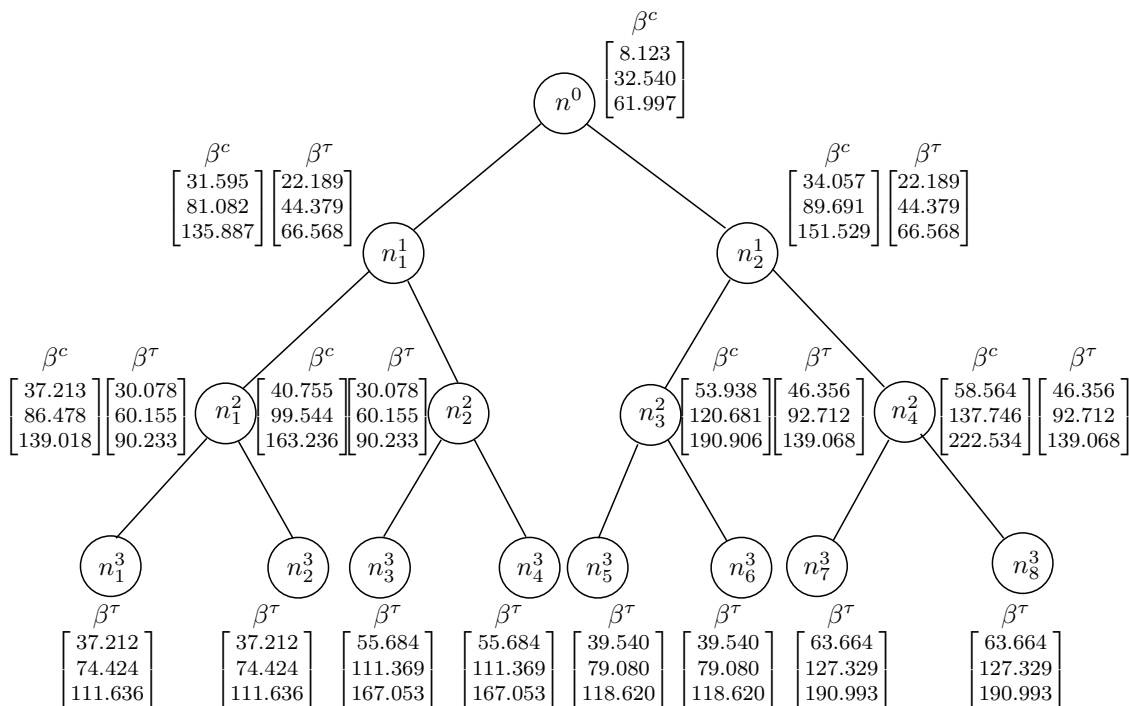 β^c
8.123
32.540
61.997
n^0
β^c β^τ
31.595 22.189
81.082 44.379
135.887 66.568
n_1^1
β^c β^τ
34.057 22.189
89.691 44.379
151.529 66.568
n_2^1
β^c β^τ
37.213 30.078
86.478 60.155
139.018 90.233
n_1^2
β^c β^τ
40.755 30.078
99.544 60.155
163.236 90.233
n_2^2
n_3^2
β^c β^τ
53.938 46.356
120.681 92.712
190.906 139.068
n_4^2
β^c β^τ
58.564 46.356
137.746 92.712
222.534 139.068
n_1^3
β^τ
37.212
74.424
111.636
n_2^3
β^τ
37.212
74.424
111.636
n_3^3
β^τ
55.684
111.369
167.053
n_4^3
β^τ
55.684
111.369
167.053
n_5^3
β^τ
39.540
79.080
118.620
n_6^3
β^τ
39.540
79.080
118.620
n_7^3
β^τ
63.664
127.329
190.993
n_8^3
β^τ
63.664
127.329
190.993